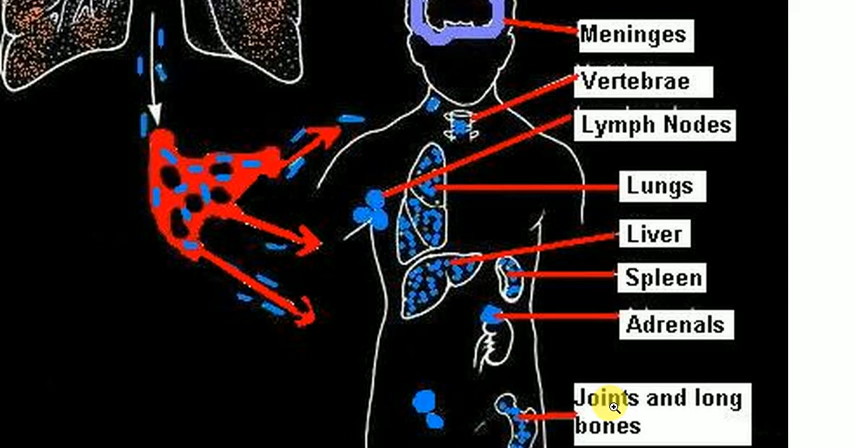 Meninges
Vertebrae
Lymph Nodes
Lungs
Liver
Spleen
Adrenals
Joints and long
bones